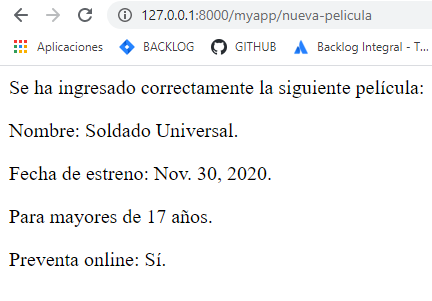 127.0.0.1:8000/myapp/nueva-pelicula
Aplicaciones BACKLOG GITHUB Backlog Integral - T...
Se ha ingresado correctamente la siguiente película:
Nombre: Soldado Universal.
Fecha de estreno: Nov. 30, 2020.
Para mayores de 17 años.
Preventa online: Sí.